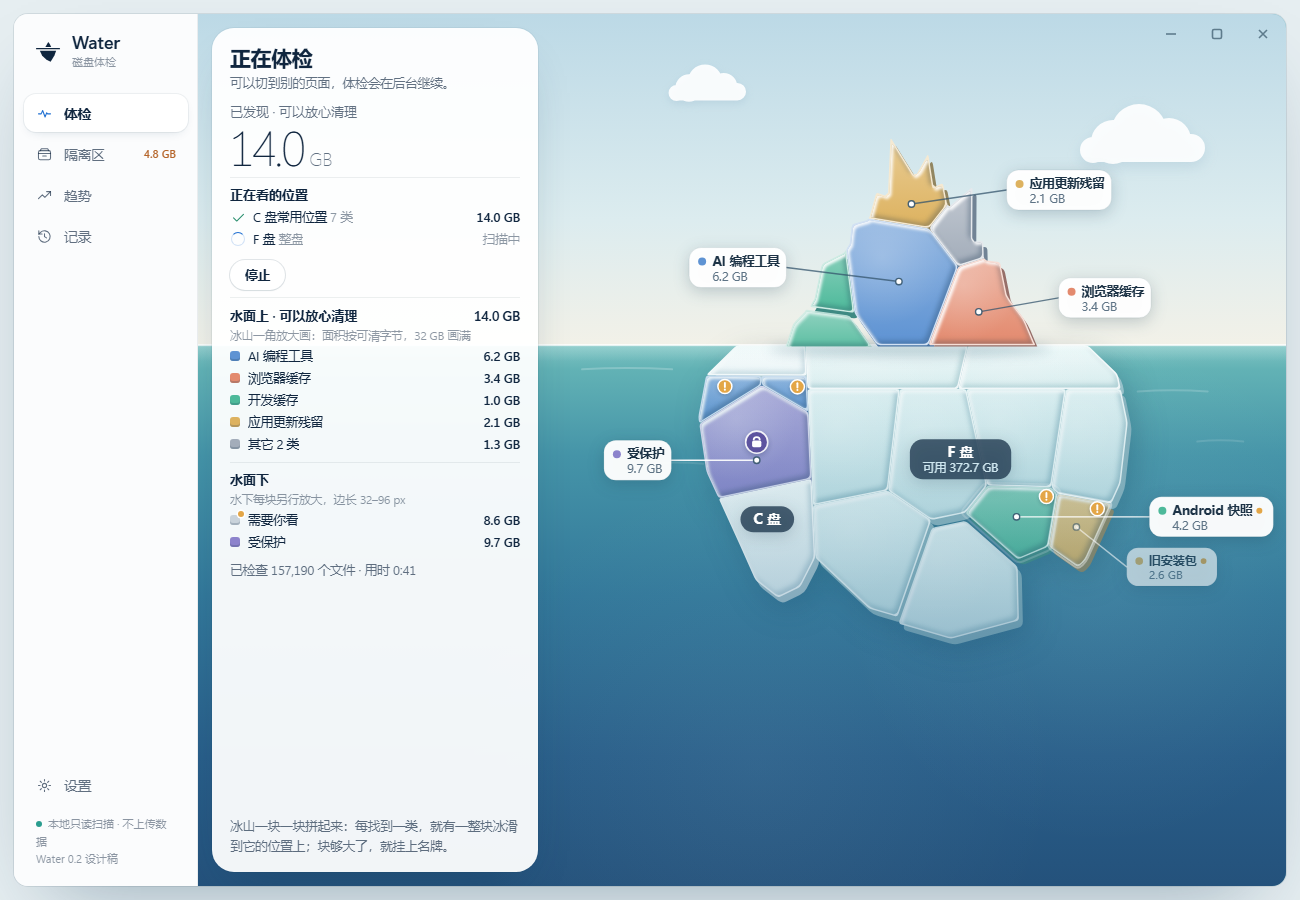 Water
磁盘体检
体检
隔离区 4.8 GB
趋势
记录
设置
本地只读扫描 · 不上传数
据
Water 0.2 设计稿
正在体检
可以切到别的页面，体检会在后台继续。
已发现 · 可以放心清理
14.0 GB
正在看的位置
C 盘常用位置 7 类 14.0 GB
F 盘 整盘 扫描中
停止
水面上 · 可以放心清理 14.0 GB
冰山一角放大画：面积按可清字节，32 GB 画满
AI 编程工具 6.2 GB
浏览器缓存 3.4 GB
开发缓存 1.0 GB
应用更新残留 2.1 GB
其它 2 类 1.3 GB
水面下
水下每块另行放大，边长 32–96 px
需要你看 8.6 GB
受保护 9.7 GB
已检查 157,190 个文件 · 用时 0:41
冰山一块一块拼起来：每找到一类，就有一整块冰滑
到它的位置上；块够大了，就挂上名牌。
应用更新残留
2.1 GB
AI 编程工具
6.2 GB
浏览器缓存
3.4 GB
受保护
9.7 GB
F 盘
可用 372.7 GB
C 盘
Android 快照
4.2 GB
旧安装包
2.6 GB